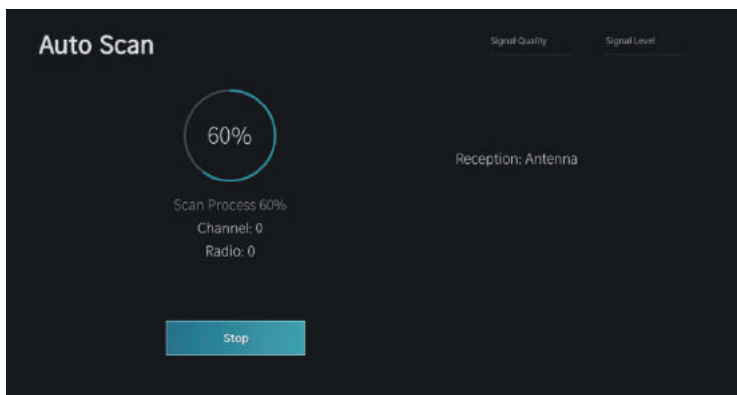 Auto Scan
Signal Quality
Signal Level
60%
Reception: Antenna
Scan Process 60%
Channel: 0
Radio: 0
Stop